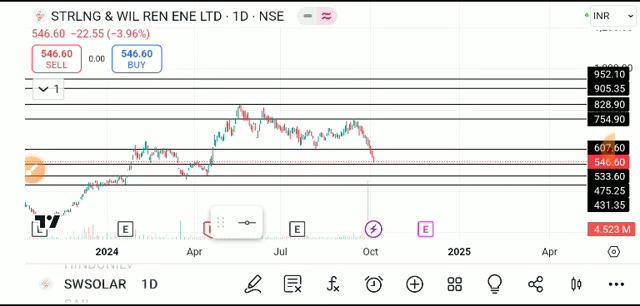 STRLNG & WIL REN ENE LTD · 1D · NSE
INR
546.60 −22.55 (−3.96%)
546.60
SELL
0.00
546.60
BUY
1
952.10
905.35
828.90
754.90
607.60
546.60
533.60
475.25
431.35
4.523 M
E
E
E
2024
Apr
Jul
Oct
2025
Apr
SWSOLAR 1D